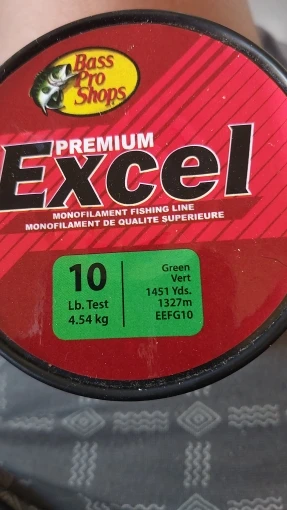 Bass
Pro
Shops
PREMIUM
Excel
MONOFILAMENT FISHING LINE
MONOFILAMENT DE QUALITE SUPERIEURE
10
Lb. Test
4.54 kg
Green
Vert
1451 Yds.
1327m
EEFG10